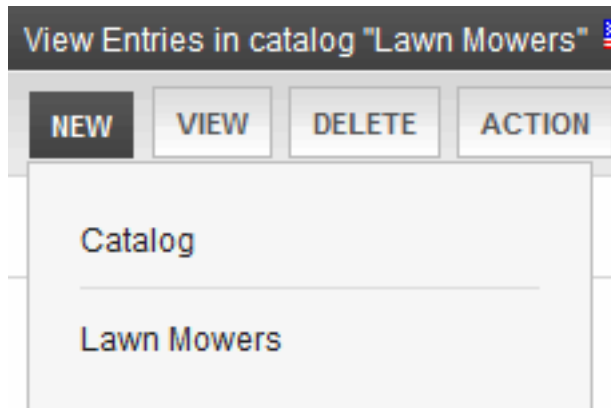 View Entries in catalog "Lawn Mowers"
NEW VIEW DELETE ACTION
Catalog
Lawn Mowers